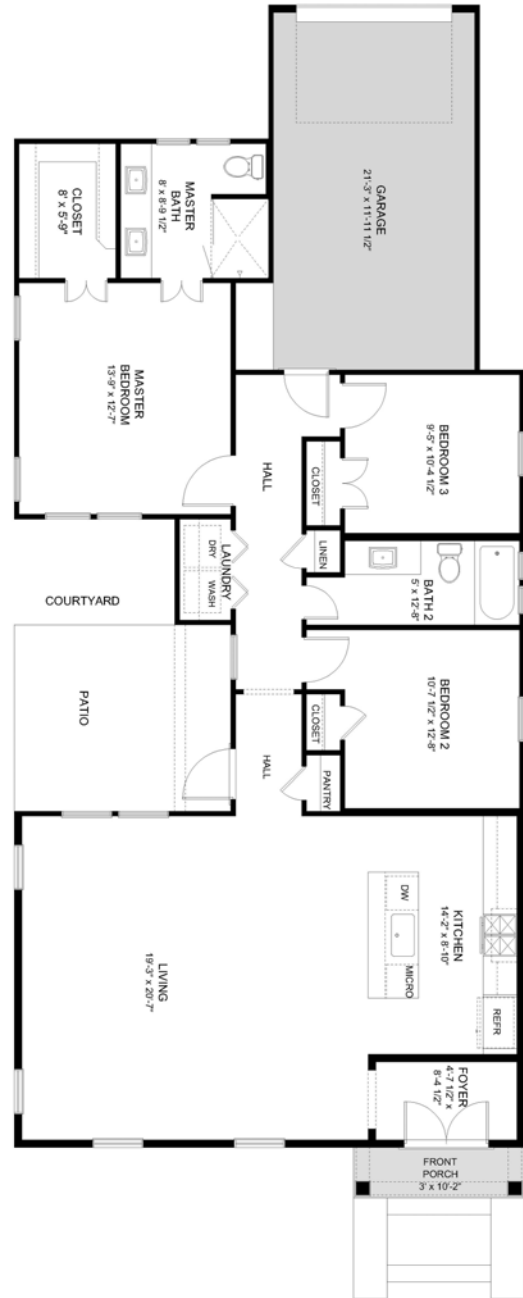 GARAGE
21'-3" x 11'-11 1/2"
CLOSET
8' x 5'-9"
MASTER
BATH
8' x 8'-9 1/2"
MASTER
BEDROOM
13'-9" x 12'-7"
HALL
BEDROOM 3
9'-5" x 10'-4 1/2"
CLOSET
LINEN
LAUNDRY
DRY
WASH
BATH 2
5' x 12'-8"
COURTYARD
PATIO
BEDROOM 2
10'-7 1/2" x 12'-8"
CLOSET
HALL
PANTRY
LIVING
19'-3" x 20'-7"
KITCHEN
14'-2" x 8'-10"
DW
MICRO
REFR
FOYER
4'-7 1/2" x
8'-4 1/2"
FRONT
PORCH
3' x 10'-2"